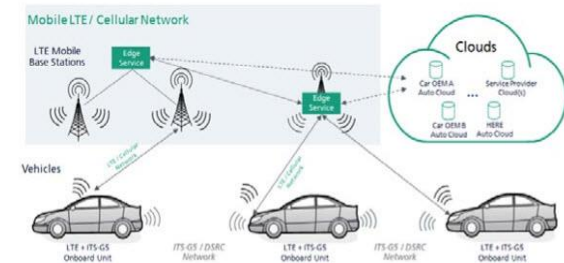 Mobile LTE / Cellular Network
LTE Mobile
Base Stations
Edge
Service
Edge
Service
Clouds
Car OEM A
Auto Cloud
Service Provider
Cloud(s)
...
Car OEM B
Auto Cloud
HERE
Auto Cloud
LTE / Cellular
Network
LTE / Cellular
Network
Vehicles
LTE + ITS-G5
Onboard Unit
ITS-G5 / DSRC
Network
LTE + ITS-G5
Onboard Unit
ITS-G5 / DSRC
Network
LTE + ITS-G5
Onboard Unit